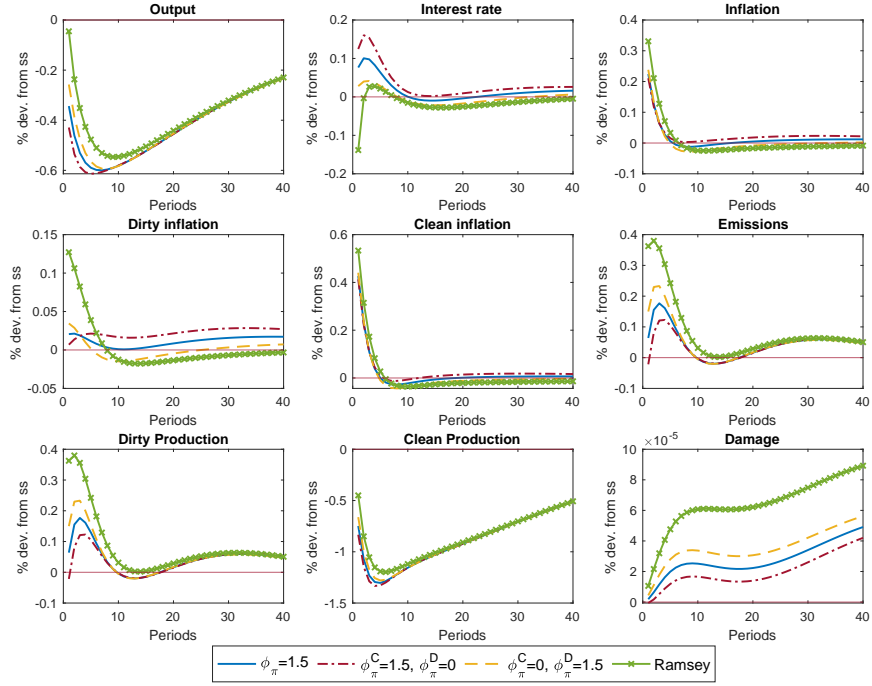 Output
Interest rate
Inflation
0
-0.2
-0.4
-0.6
% dev. from ss
0 10 20 30 40
Periods
0.2
0.1
0
-0.1
-0.2
% dev. from ss
0 10 20 30 40
Periods
0.4
0.3
0.2
0.1
0
-0.1
% dev. from ss
0 10 20 30 40
Periods
Dirty inflation
Clean inflation
Emissions
0.15
0.1
0.05
0
0.05
% dev. from ss
0 10 20 30 40
Periods
0.6
0.4
0.2
0
% dev. from ss
0 10 20 30 40
Periods
0.4
0.3
0.2
0.1
0
-0.1
% dev. from ss
0 10 20 30 40
Periods
Dirty Production
Clean Production
Damage
0.4
0.3
0.2
0.1
0
-0.1
% dev. from ss
0 10 20 30 40
Periods
0
-0.5
-1
-1.5
% dev. from ss
0 10 20 30 40
Periods
×10⁻⁵
10
8
6
4
2
0
% dev. from ss
0 10 20 30 40
Periods
ϕ_π=1.5 ϕ_π^C=1.5, ϕ_π^D=0 ϕ_π^C=0, ϕ_π^D=1.5 Ramsey